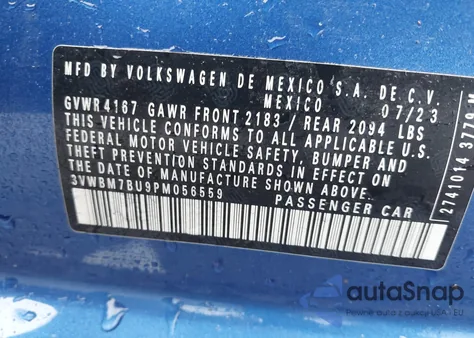 MFD BY VOLKSWAGEN DE MEXICO S.A. DE C.V.
MEXICO 07/23
GVWR 4167 GAWR FRONT 2183 / REAR 2094 LBS
THIS VEHICLE CONFORMS TO ALL APPLICABLE U.S.
FEDERAL MOTOR VEHICLE SAFETY, BUMPER, AND
THEFT PREVENTION STANDARDS IN EFFECT ON
THE DATE OF MANUFACTURE SHOWN ABOVE.
3VWBM7BU9PM056559 PASSENGER CAR
2741014 3779 M
autoSnap